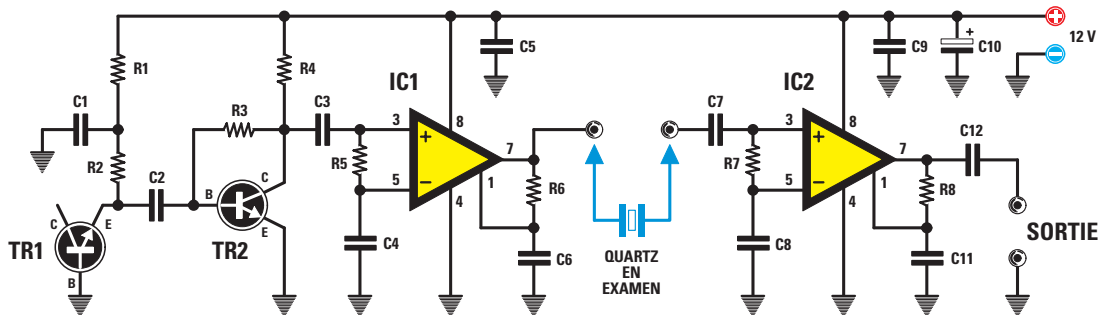 +
12 V
R1
R4
C5
C9
+
C10
IC1
IC2
C1
R3
C3
3
8
C7
3
8
C12
R2
R5
7
R7
7
C2
C
B
5
1
R6
5
1
R8
C
E
E
4
4
SORTIE
TR1
TR2
C4
C6
QUARTZ
EN
EXAMEN
C8
C11
B